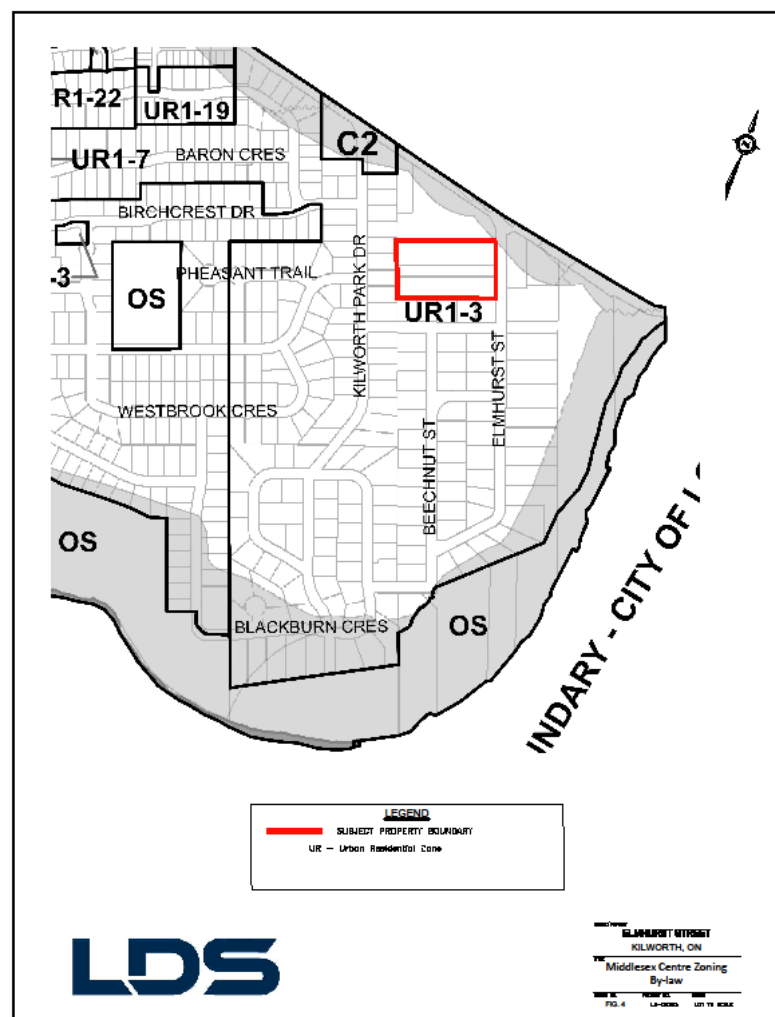 R1-22
UR1-19
C2
UR1-7
BARON CRES
BIRCHCREST DR
-3
OS
PHEASANT TRAIL
KILWORTH PARK DR
UR1-3
ELMHURST ST
WESTBROOK CRES
BEECHNUT ST
OS
BLACKBURN CRES
OS
INDARY - CITY OF L
LEGEND
SUBJECT PROPERTY BOUNDARY
UR - Urban Residential Zone
LDS
ELMHURST STREET
KILWORTH, ON
Middlesex Centre Zoning
By-law
FIG. 4